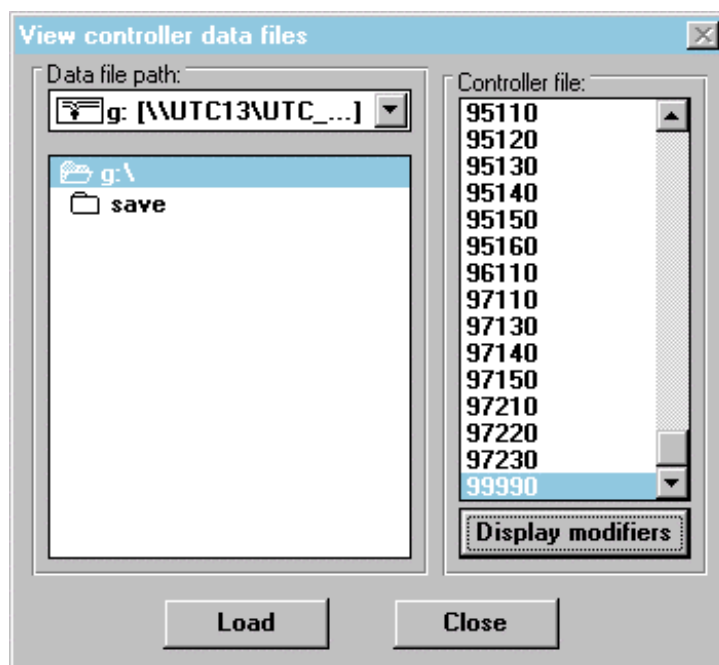 View controller data files
Data file path:
g: [\\UTC13\UTC_...]
g:\
save
Controller file:
95110
95120
95130
95140
95150
95160
96110
97110
97130
97140
97150
97210
97220
97230
99990
Display modifiers
Load
Close